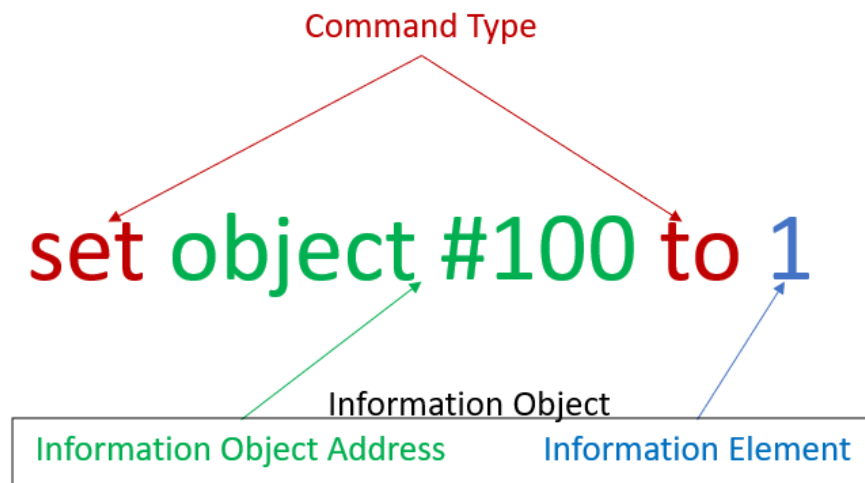 Command Type
set object #100 to 1
Information Object
Information Object Address Information Element